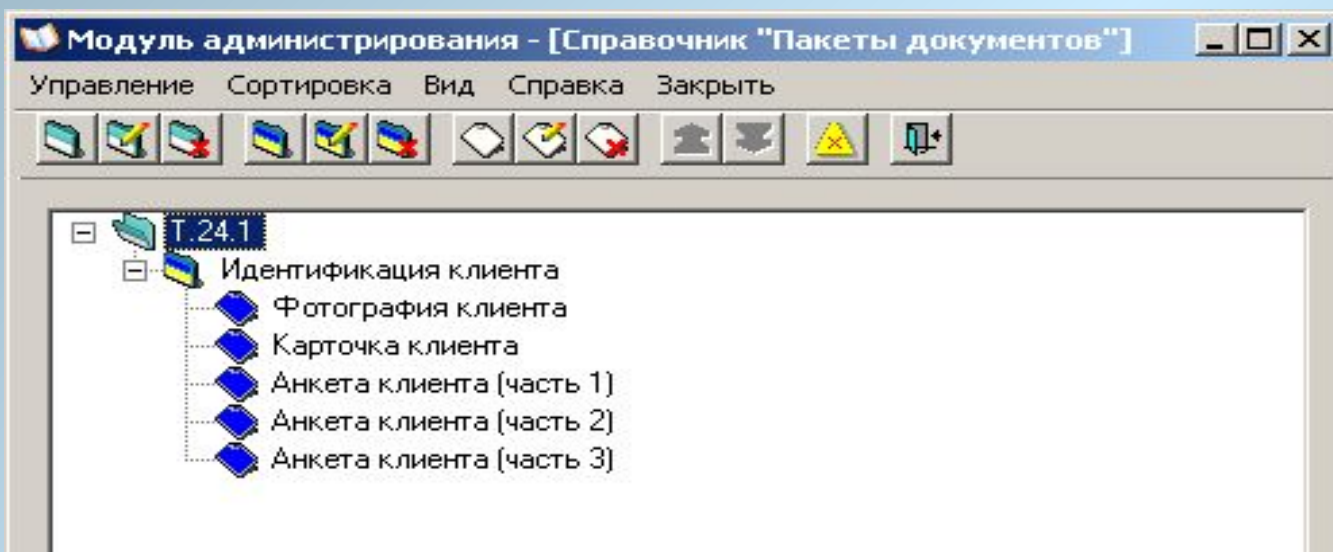 Модуль администрирования - [Справочник "Пакеты документов"]
Управление Сортировка Вид Справка Закрыть
Т.24.1
Идентификация клиента
Фотография клиента
Карточка клиента
Анкета клиента (часть 1)
Анкета клиента (часть 2)
Анкета клиента (часть 3)